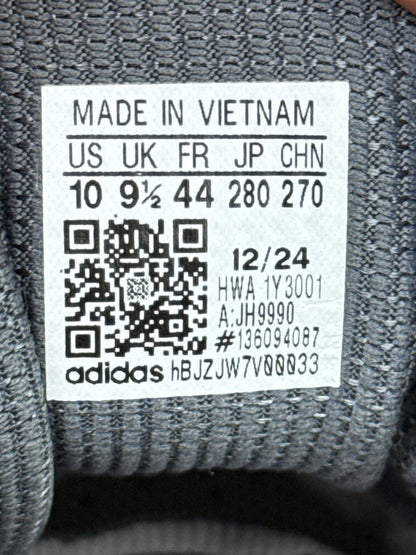 MADE IN VIETNAM
US UK FR JP CHN
10 9½ 44 280 270
12/24
HWA 1Y3001
A:JH9990
#136094087
adidas hBJZJW7V00033